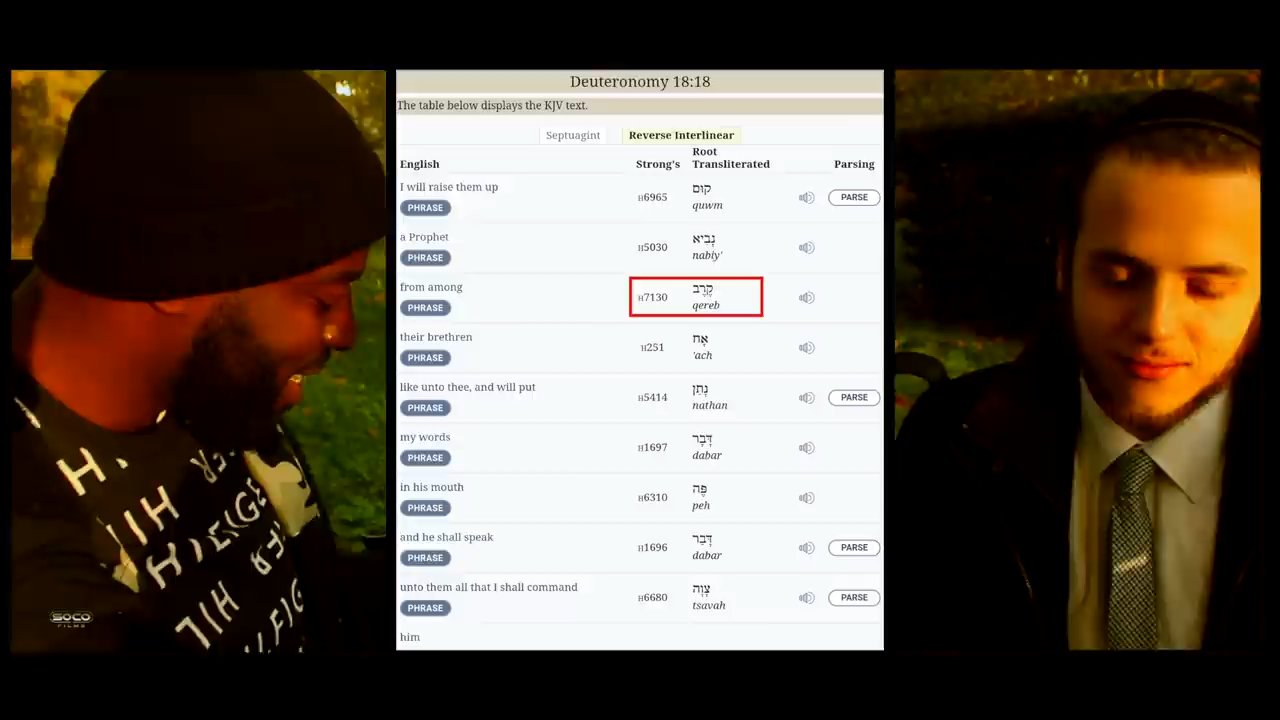 Deuteronomy 18:18
The table below displays the KJV text.
Septuagint Reverse Interlinear
English Strong's Root Transliterated Parsing
I will raise them up H6965 קוּם PARSE
PHRASE quwm
a Prophet H5030 נָבִיא
PHRASE nabiy'
from among H7130 קֶרֶב
PHRASE qereb
their brethren H251 אָח
PHRASE 'ach
like unto thee, and will put H5414 נָתַן PARSE
PHRASE nathan
my words H1697 דָּבָר
PHRASE dabar
in his mouth H6310 פֶּה
PHRASE peh
and he shall speak H1696 דָּבַר PARSE
PHRASE dabar
unto them all that I shall command H6680 צָוָה PARSE
PHRASE tsavah
him
SOCO
FILMS